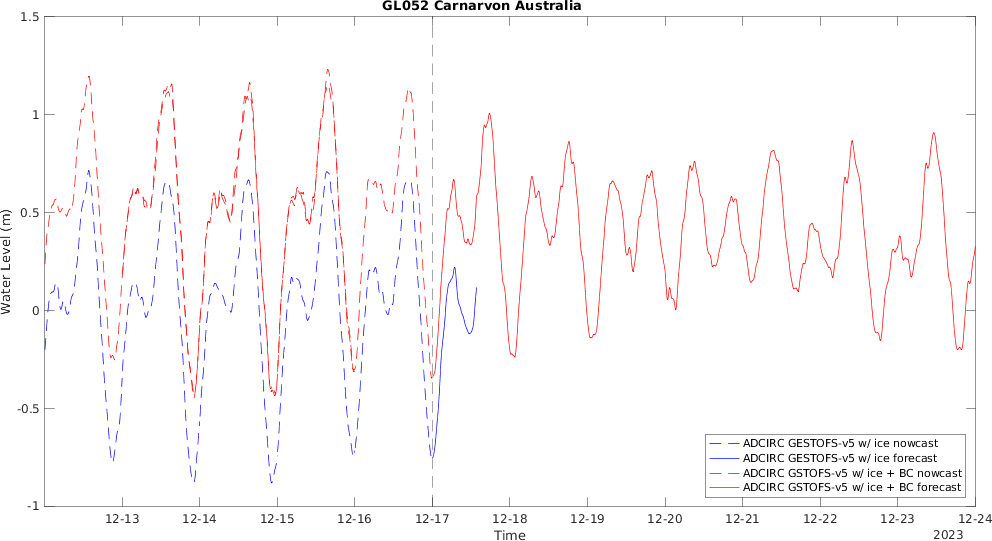 GL052 Carnarvon Australia
1.5
1
0.5
0
-0.5
-1
Water Level (m)
12-13 12-14 12-15 12-16 12-17 12-18 12-19 12-20 12-21 12-22 12-23 12-24
Time
2023
ADCIRC GESTOFS-v5 w/ ice nowcast
ADCIRC GESTOFS-v5 w/ ice forecast
ADCIRC GSTOFS-v5 w/ ice + BC nowcast
ADCIRC GSTOFS-v5 w/ ice + BC forecast